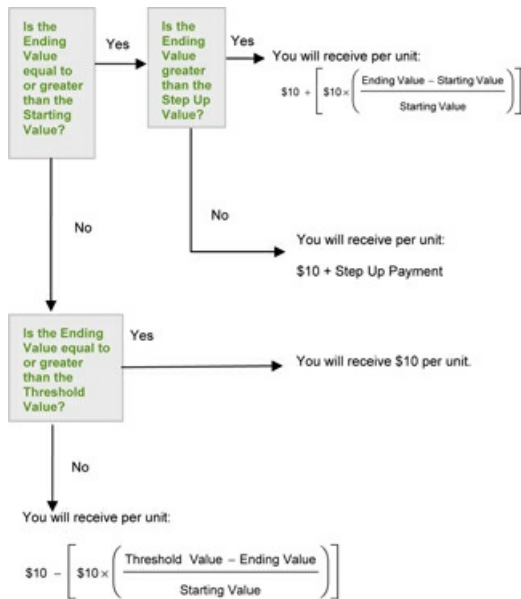 Is the
Ending
Value
equal to
or greater
than the
Starting
Value?
Yes
Is the
Ending
Value
greater
than the
Step Up
Value?
Yes
You will receive per unit:
$10 + [ $10 × ( Ending Value – Starting Value
Starting Value ) ]
No
No
You will receive per unit:
$10 + Step Up Payment
Is the Ending
Value equal to
or greater
than the
Threshold
Value?
Yes
You will receive $10 per unit.
No
You will receive per unit:
$10 – [ $10 × ( Threshold Value – Ending Value
Starting Value ) ]